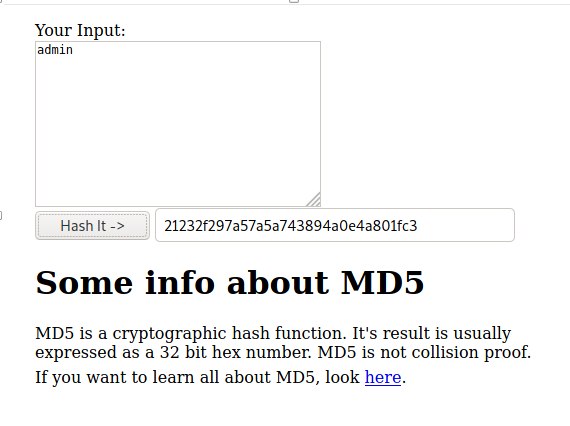 Your Input:
admin
Hash It -> 21232f297a57a5a743894a0e4a801fc3
Some info about MD5
MD5 is a cryptographic hash function. It's result is usually
expressed as a 32 bit hex number. MD5 is not collision proof.
If you want to learn all about MD5, look here.